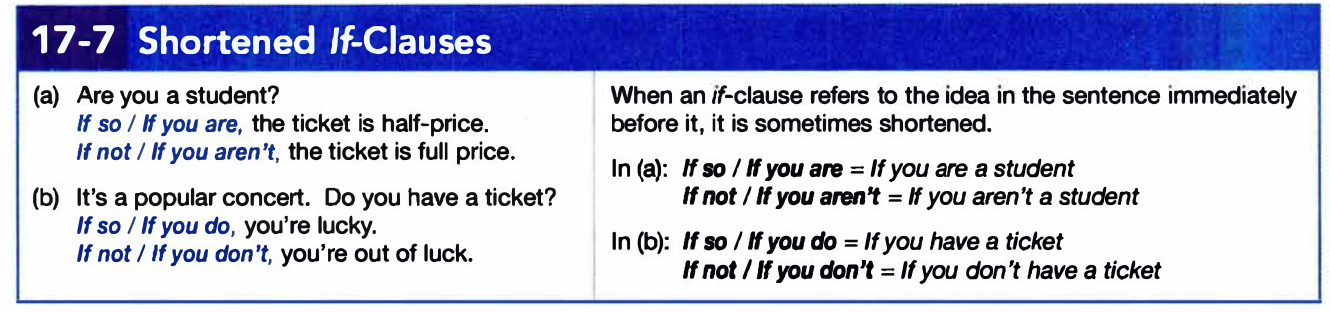 17-7 Shortened If-Clauses
(a) Are you a student?
If so / If you are, the ticket is half-price.
If not / If you aren't, the ticket is full price.
(b) It's a popular concert. Do you have a ticket?
If so / If you do, you're lucky.
If not / If you don't, you're out of luck.
When an if-clause refers to the idea in the sentence immediately
before it, it is sometimes shortened.
In (a): If so / If you are = If you are a student
If not / If you aren't = If you aren't a student
In (b): If so / If you do = If you have a ticket
If not / If you don't = If you don't have a ticket